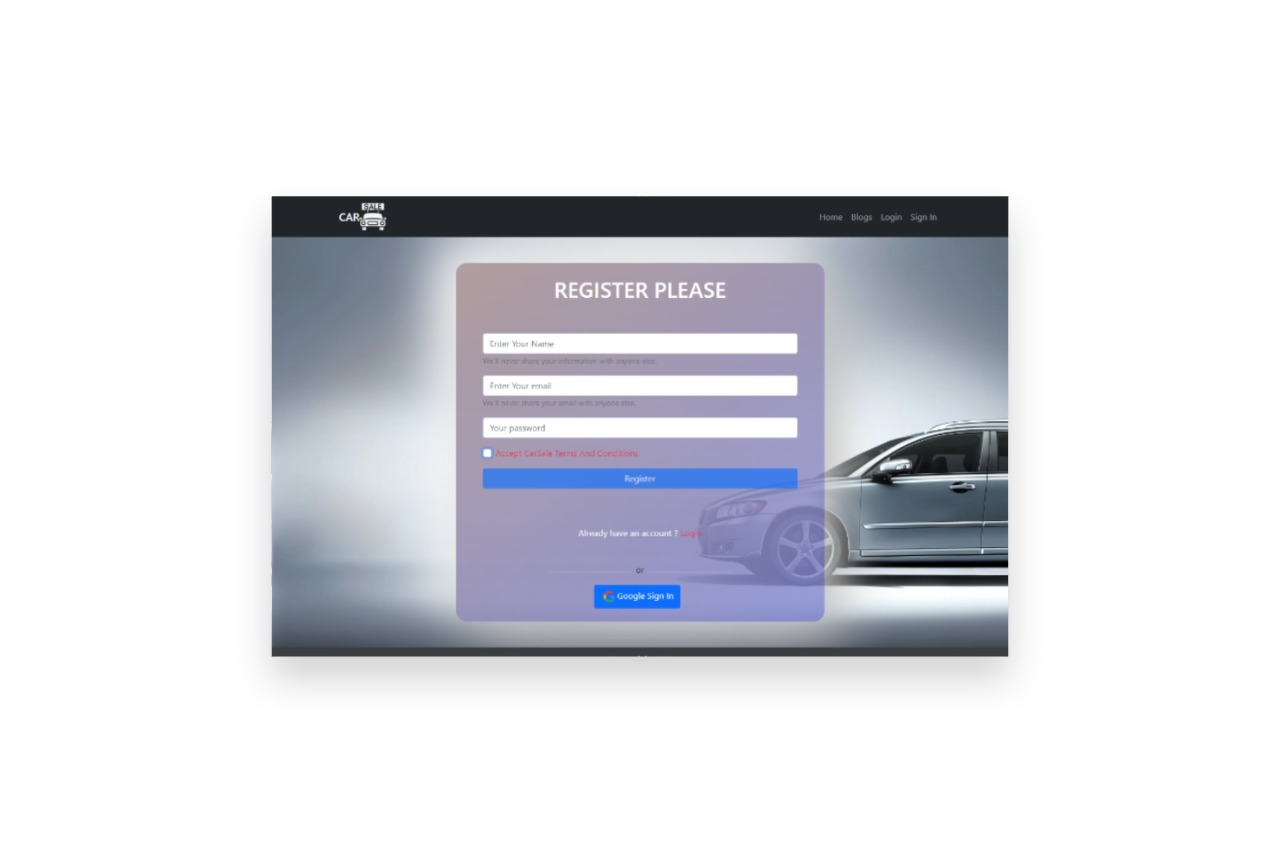 SALE
CAR
Home Blogs Login Sign In
REGISTER PLEASE
Enter Your Name
We'll never share your information with anyone else.
Enter Your email
We'll never share your email with anyone else.
Your password
Accept CarSale Terms And Conditions
Register
Already have an account ? Login
or
Google Sign In